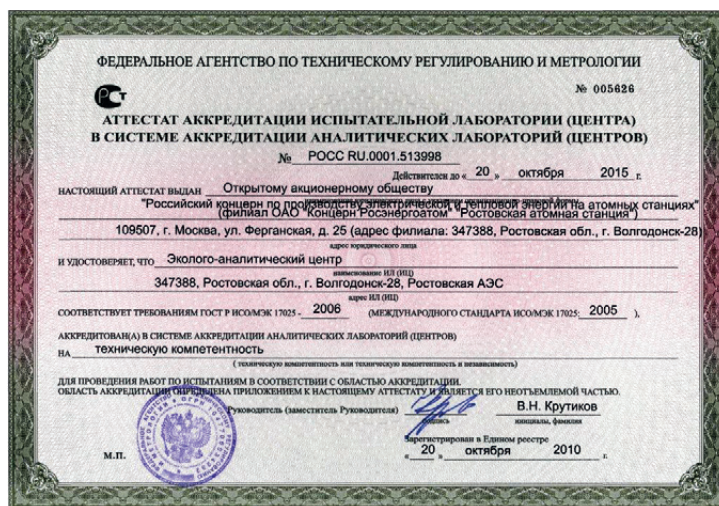 ФЕДЕРАЛЬНОЕ АГЕНТСТВО ПО ТЕХНИЧЕСКОМУ РЕГУЛИРОВАНИЮ И МЕТРОЛОГИИ
№ 005626
АТТЕСТАТ АККРЕДИТАЦИИ ИСПЫТАТЕЛЬНОЙ ЛАБОРАТОРИИ (ЦЕНТРА)
В СИСТЕМЕ АККРЕДИТАЦИИ АНАЛИТИЧЕСКИХ ЛАБОРАТОРИЙ (ЦЕНТРОВ)
№ РОСС RU.0001.513998
Действителен до « 20 » октября 2015 г.
НАСТОЯЩИЙ АТТЕСТАТ ВЫДАН Открытому акционерному обществу
"Российский концерн по производству электрической и тепловой энергии на атомных станциях"
(филиал ОАО "Концерн Росэнергоатом" "Ростовская атомная станция")
109507, г. Москва, ул. Ферганская, д. 25 (адрес филиала: 347388, Ростовская обл., г. Волгодонск-28)
адрес юридического лица
И УДОСТОВЕРЯЕТ, ЧТО Эколого-аналитический центр
наименование ИЛ (ИЦ)
347388, Ростовская обл., г. Волгодонск-28, Ростовская АЭС
адрес ИЛ (ИЦ)
СООТВЕТСТВУЕТ ТРЕБОВАНИЯМ ГОСТ Р ИСО/МЭК 17025 - 2006 (МЕЖДУНАРОДНОГО СТАНДАРТА ИСО/МЭК 17025: 2005 ),
АККРЕДИТОВАН(А) В СИСТЕМЕ АККРЕДИТАЦИИ АНАЛИТИЧЕСКИХ ЛАБОРАТОРИЙ (ЦЕНТРОВ)
НА техническую компетентность
( техническую компетентность или техническую компетентность и независимость)
ДЛЯ ПРОВЕДЕНИЯ РАБОТ ПО ИСПЫТАНИЯМ В СООТВЕТСТВИИ С ОБЛАСТЬЮ АККРЕДИТАЦИИ.
ОБЛАСТЬ АККРЕДИТАЦИИ ОПРЕДЕЛЕНА ПРИЛОЖЕНИЕМ К НАСТОЯЩЕМУ АТТЕСТАТУ И ЯВЛЯЕТСЯ ЕГО НЕОТЪЕМЛЕМОЙ ЧАСТЬЮ.
Руководитель (заместитель Руководителя) В.Н. Крутиков
подпись инициалы, фамилия
Зарегистрирован в Едином реестре
М.П. « 20 » октября 2010 г.